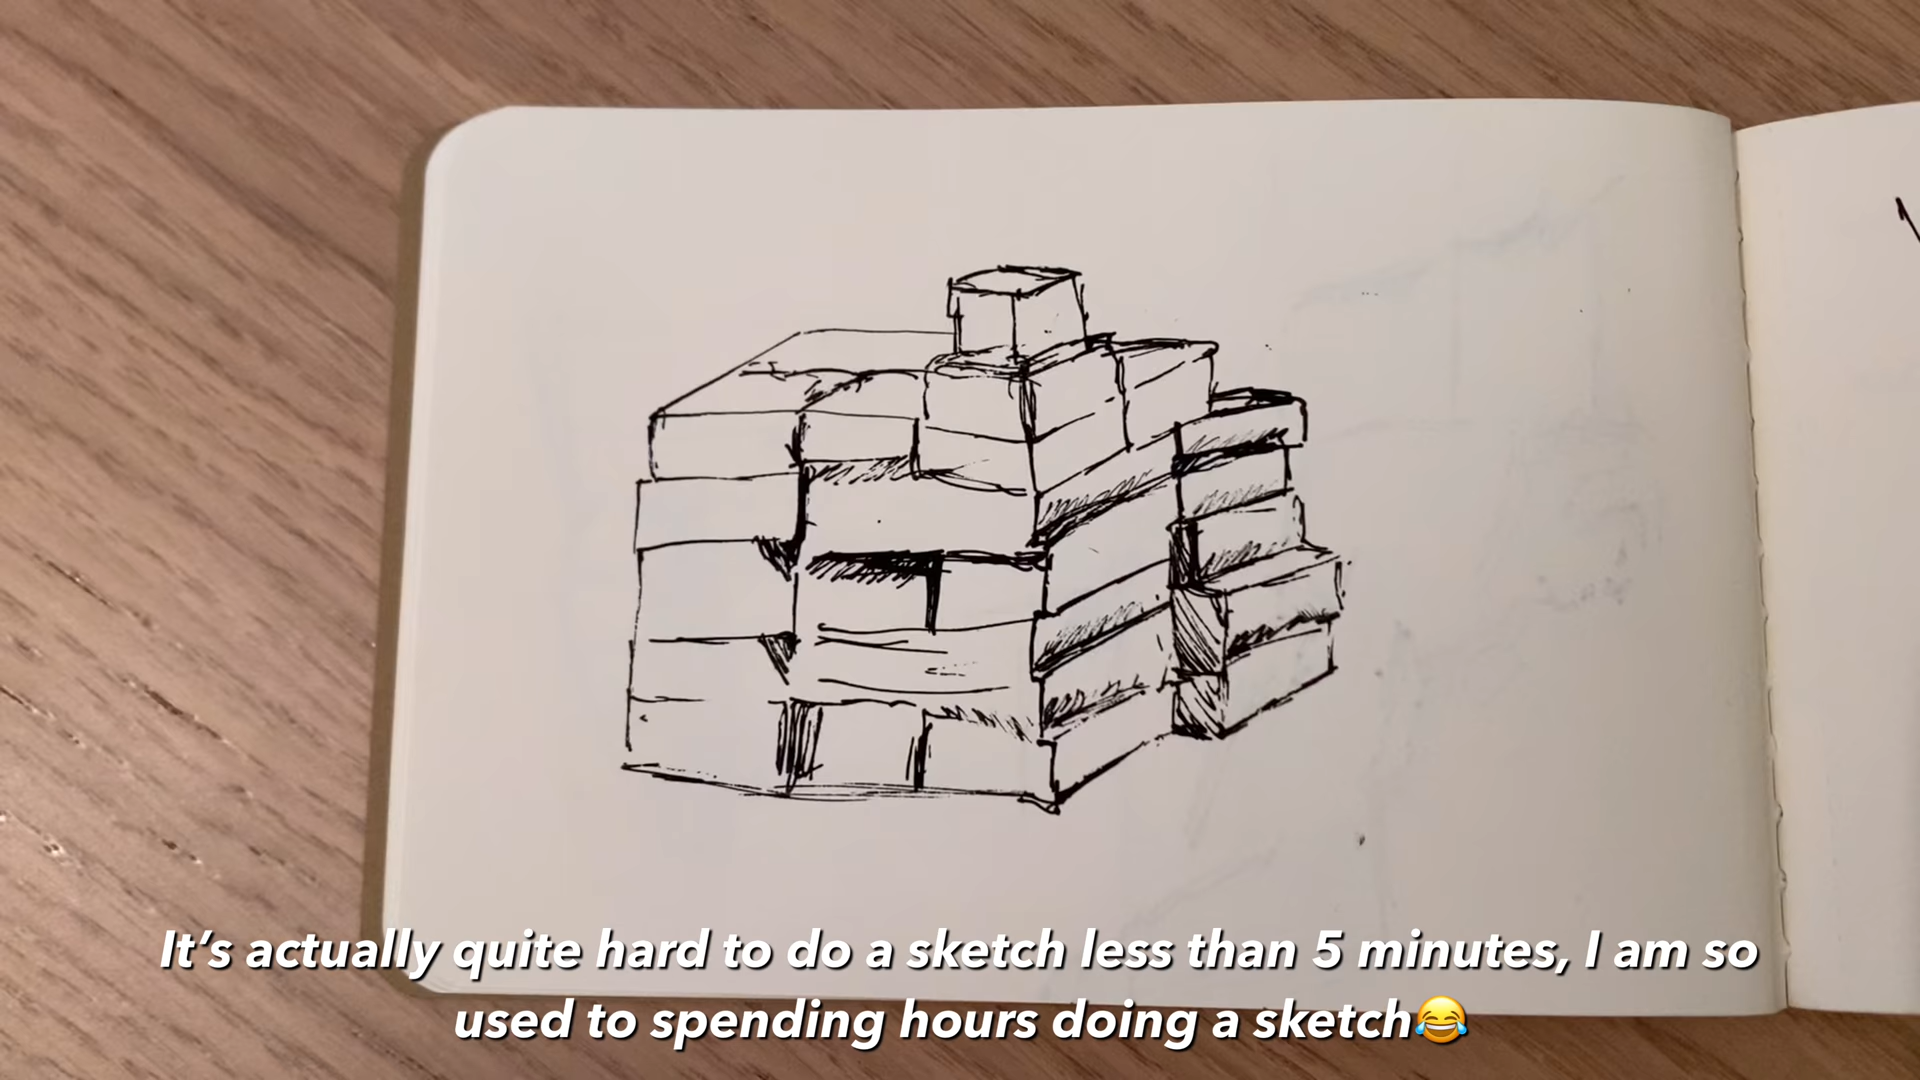 It’s actually quite hard to do a sketch less than 5 minutes, I am so
used to spending hours doing a sketch😂